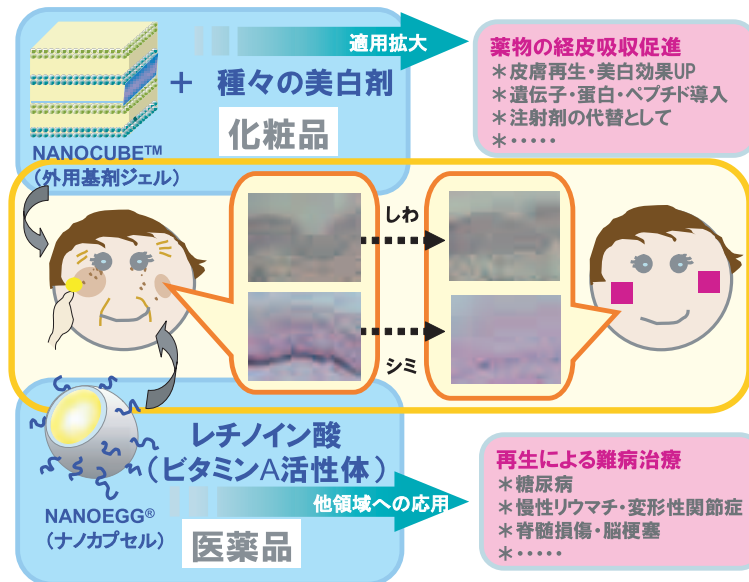 適用拡大
+ 種々の美白剤
化粧品
NANOCUBE™
(外用基剤ジェル)
薬物の経皮吸収促進
＊皮膚再生・美白効果UP
＊遺伝子・蛋白・ペプチド導入
＊注射剤の代替として
＊・・・・・
しわ
シミ
レチノイン酸
(ビタミンA活性体)
NANOEGG®
(ナノカプセル)
医薬品
他領域への応用
再生による難病治療
＊糖尿病
＊慢性リウマチ・変形性関節症
＊脊髄損傷・脳梗塞
＊・・・・・